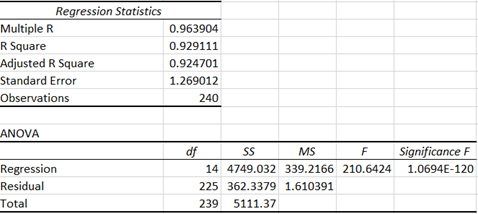 Regression Statistics
Multiple R 0.963904
R Square 0.929111
Adjusted R Square 0.924701
Standard Error 1.269012
Observations 240
ANOVA
df SS MS F Significance F
Regression 14 4749.032 339.2166 210.6424 1.0694E-120
Residual 225 362.3379 1.610391
Total 239 5111.37